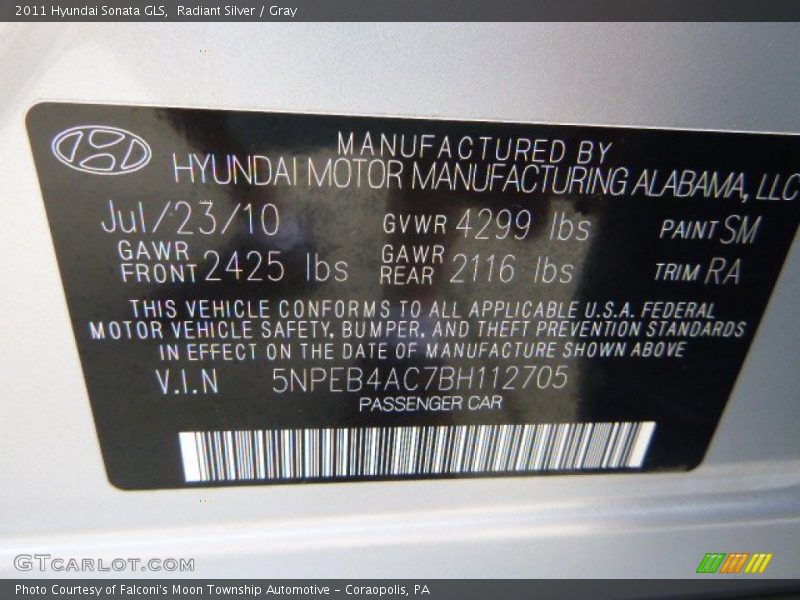 2011 Hyundai Sonata GLS,  Radiant Silver / Gray
MANUFACTURED BY
HYUNDAI MOTOR MANUFACTURING ALABAMA, LLC
Jul/23/10 GVWR 4299 lbs PAINT SM
GAWR FRONT 2425 lbs GAWR REAR 2116 lbs TRIM RA
THIS VEHICLE CONFORMS TO ALL APPLICABLE U.S.A. FEDERAL
MOTOR VEHICLE SAFETY, BUMPER, AND THEFT PREVENTION STANDARDS
IN EFFECT ON THE DATE OF MANUFACTURE SHOWN ABOVE
V.I.N 5NPEB4AC7BH112705
PASSENGER CAR
GTCARLOT.COM
Photo Courtesy of Falconi's Moon Township Automotive – Coraopolis, PA